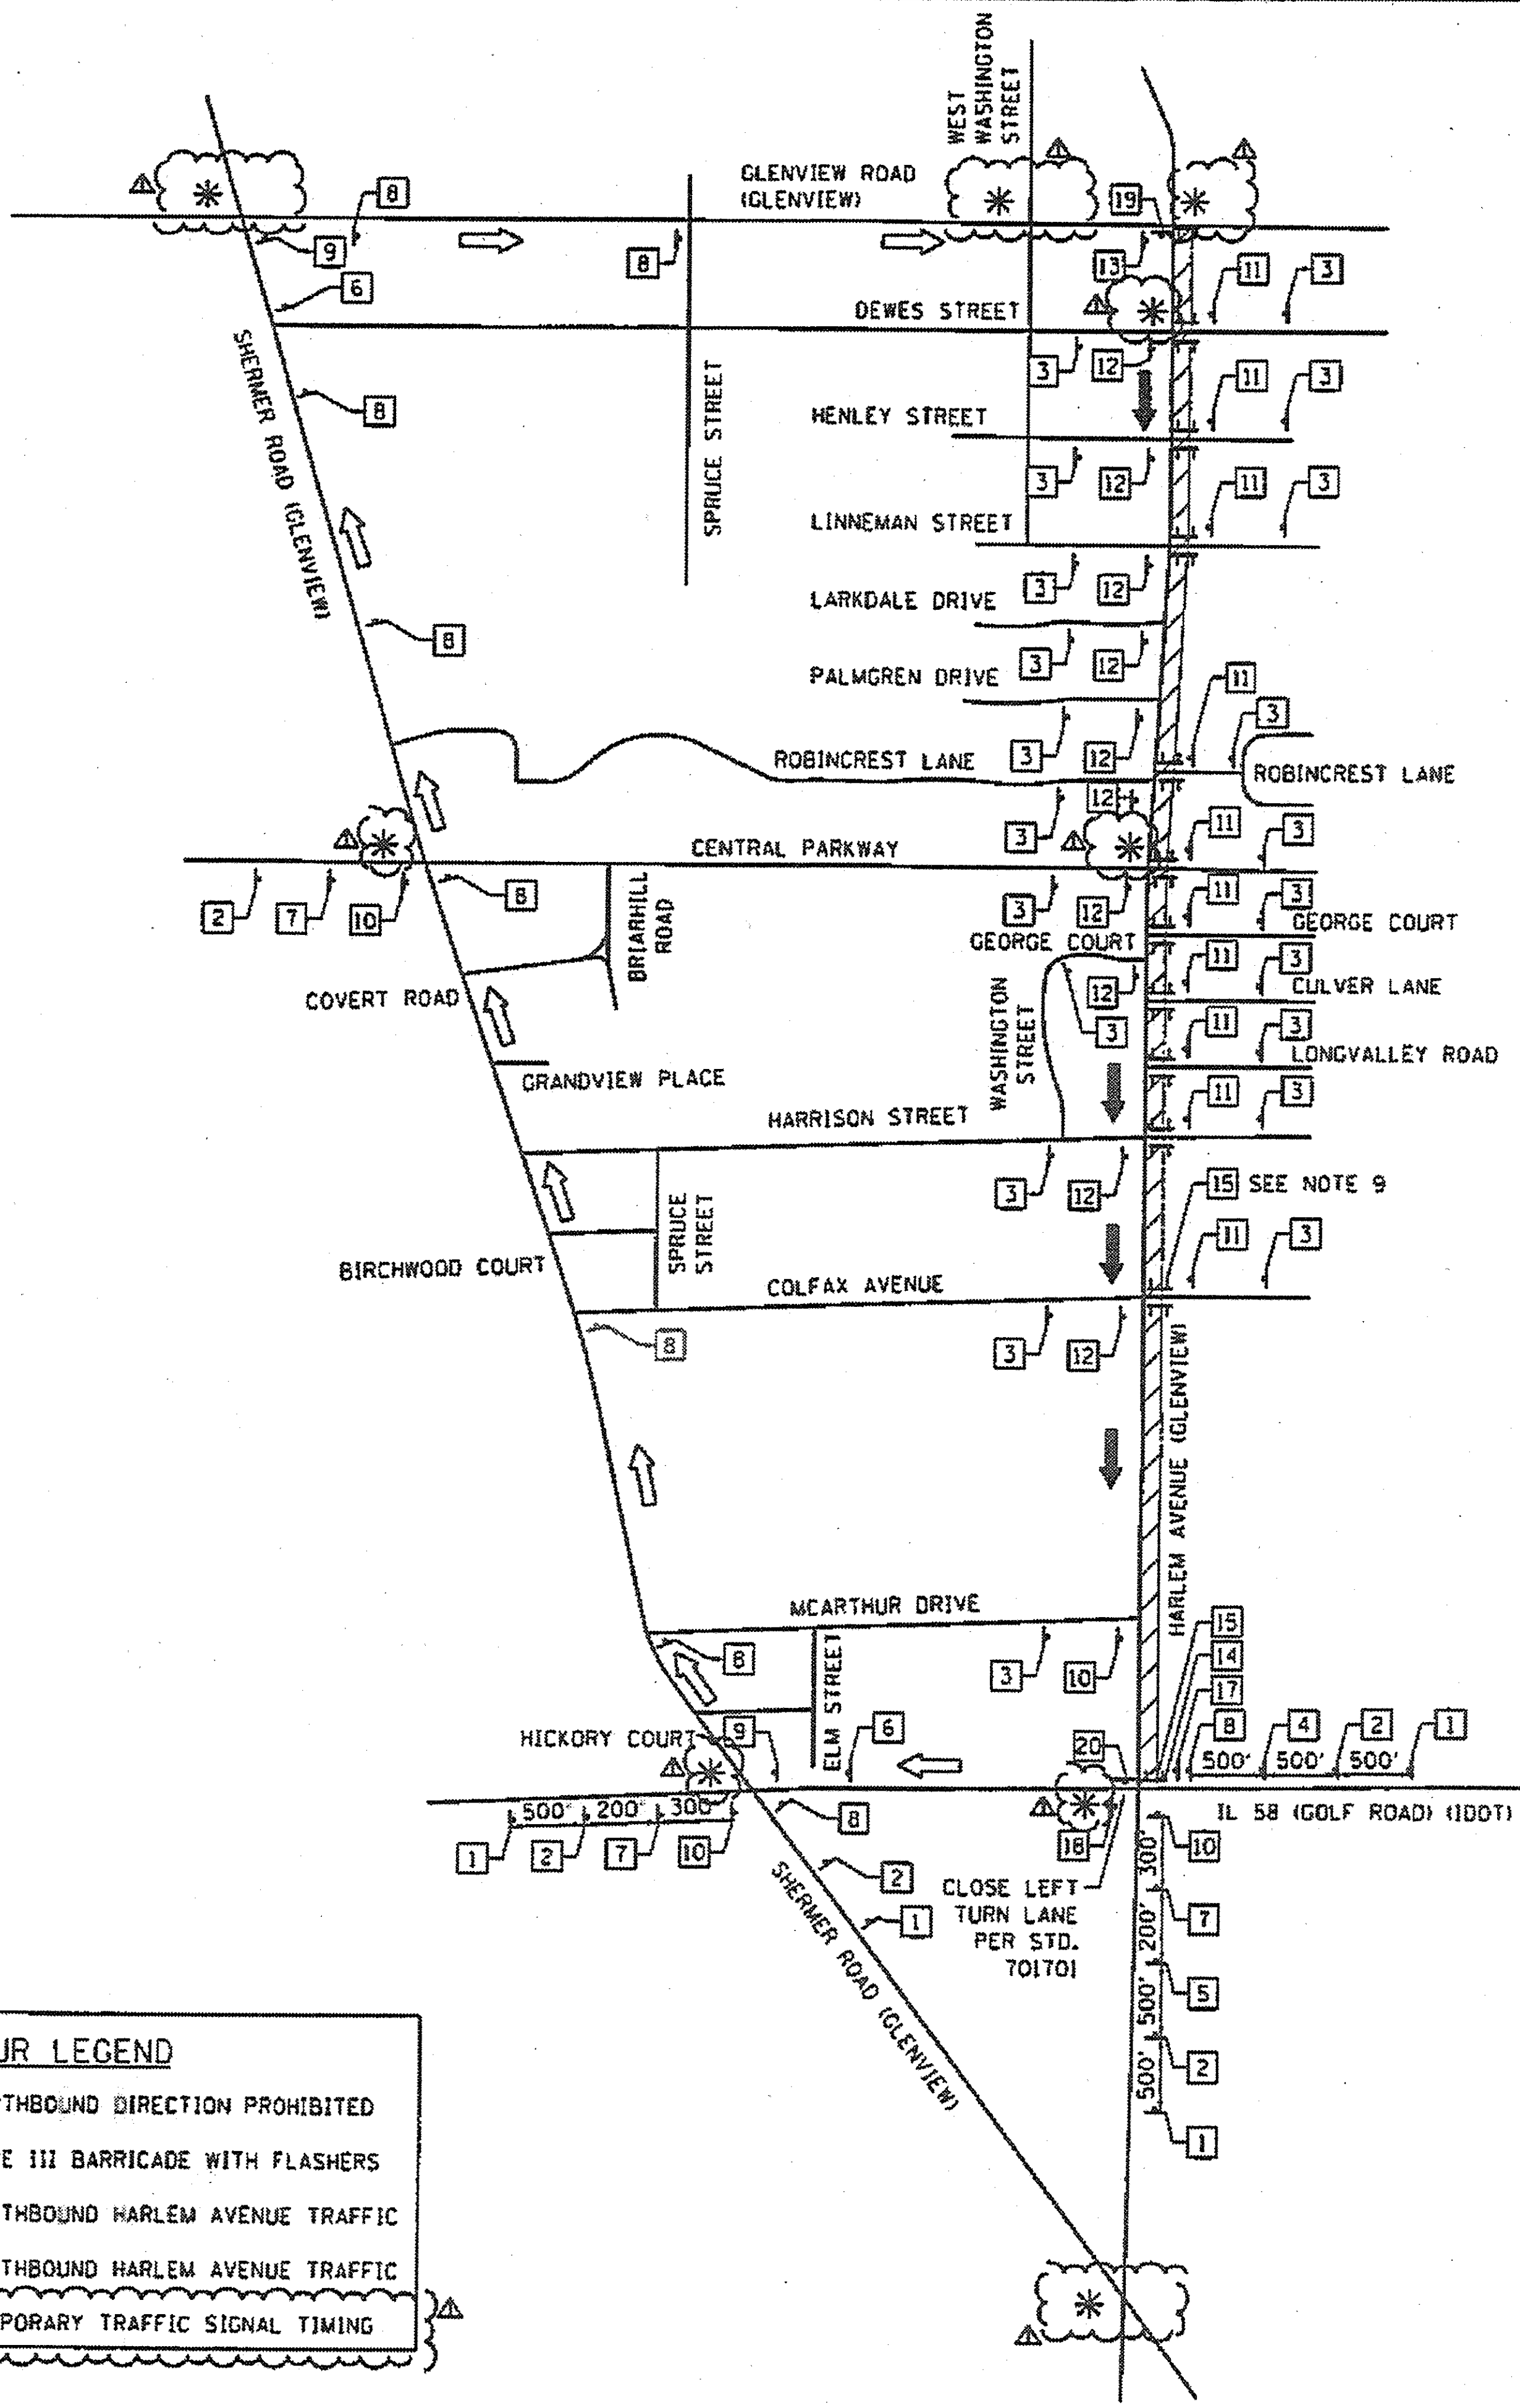 WEST
WASHINGTON
STREET
GLENVIEW ROAD
(GLENVIEW)
19
8
9
8
13
11
3
6
DEWES STREET
3
12
11
3
SHERMER ROAD (GLENVIEW)
8
SPRUCE STREET
HENLEY STREET
3
12
11
3
LINNEMAN STREET
3
12
LARKDALE DRIVE
8
3
12
PALMGREN DRIVE
11
3
3
12
ROBINCREST LANE
ROBINCREST LANE
12
3
11
3
CENTRAL PARKWAY
2
7
10
8
BRIARHILL
ROAD
3
12
11
3
GEORGE COURT
GEORGE COURT
11
3
CULVER LANE
COVERT ROAD
WASHINGTON
STREET
12
3
11
3
LONGVALLEY ROAD
GRANDVIEW PLACE
11
3
HARRISON STREET
3
12
15 SEE NOTE 9
SPRUCE
STREET
11
3
BIRCHWOOD COURT
COLFAX AVENUE
8
3
12
HARLEM AVENUE (GLENVIEW)
MCARTHUR DRIVE
8
ELM STREET
3
10
15
14
17
HICKORY COURT
9
6
20
8
4
2
1
500'
500'
500'
IL 58 (GOLF ROAD) (IDOT)
500'
200'
300'
1
2
7
10
8
18
10
300'
2
CLOSE LEFT
TURN LANE
PER STD.
701701
1
7
200'
5
500'
2
500'
1
SHERMER ROAD (GLENVIEW)
UR LEGEND
THBOUND DIRECTION PROHIBITED
E III BARRICADE WITH FLASHERS
THBOUND HARLEM AVENUE TRAFFIC
THBOUND HARLEM AVENUE TRAFFIC
PORARY TRAFFIC SIGNAL TIMING